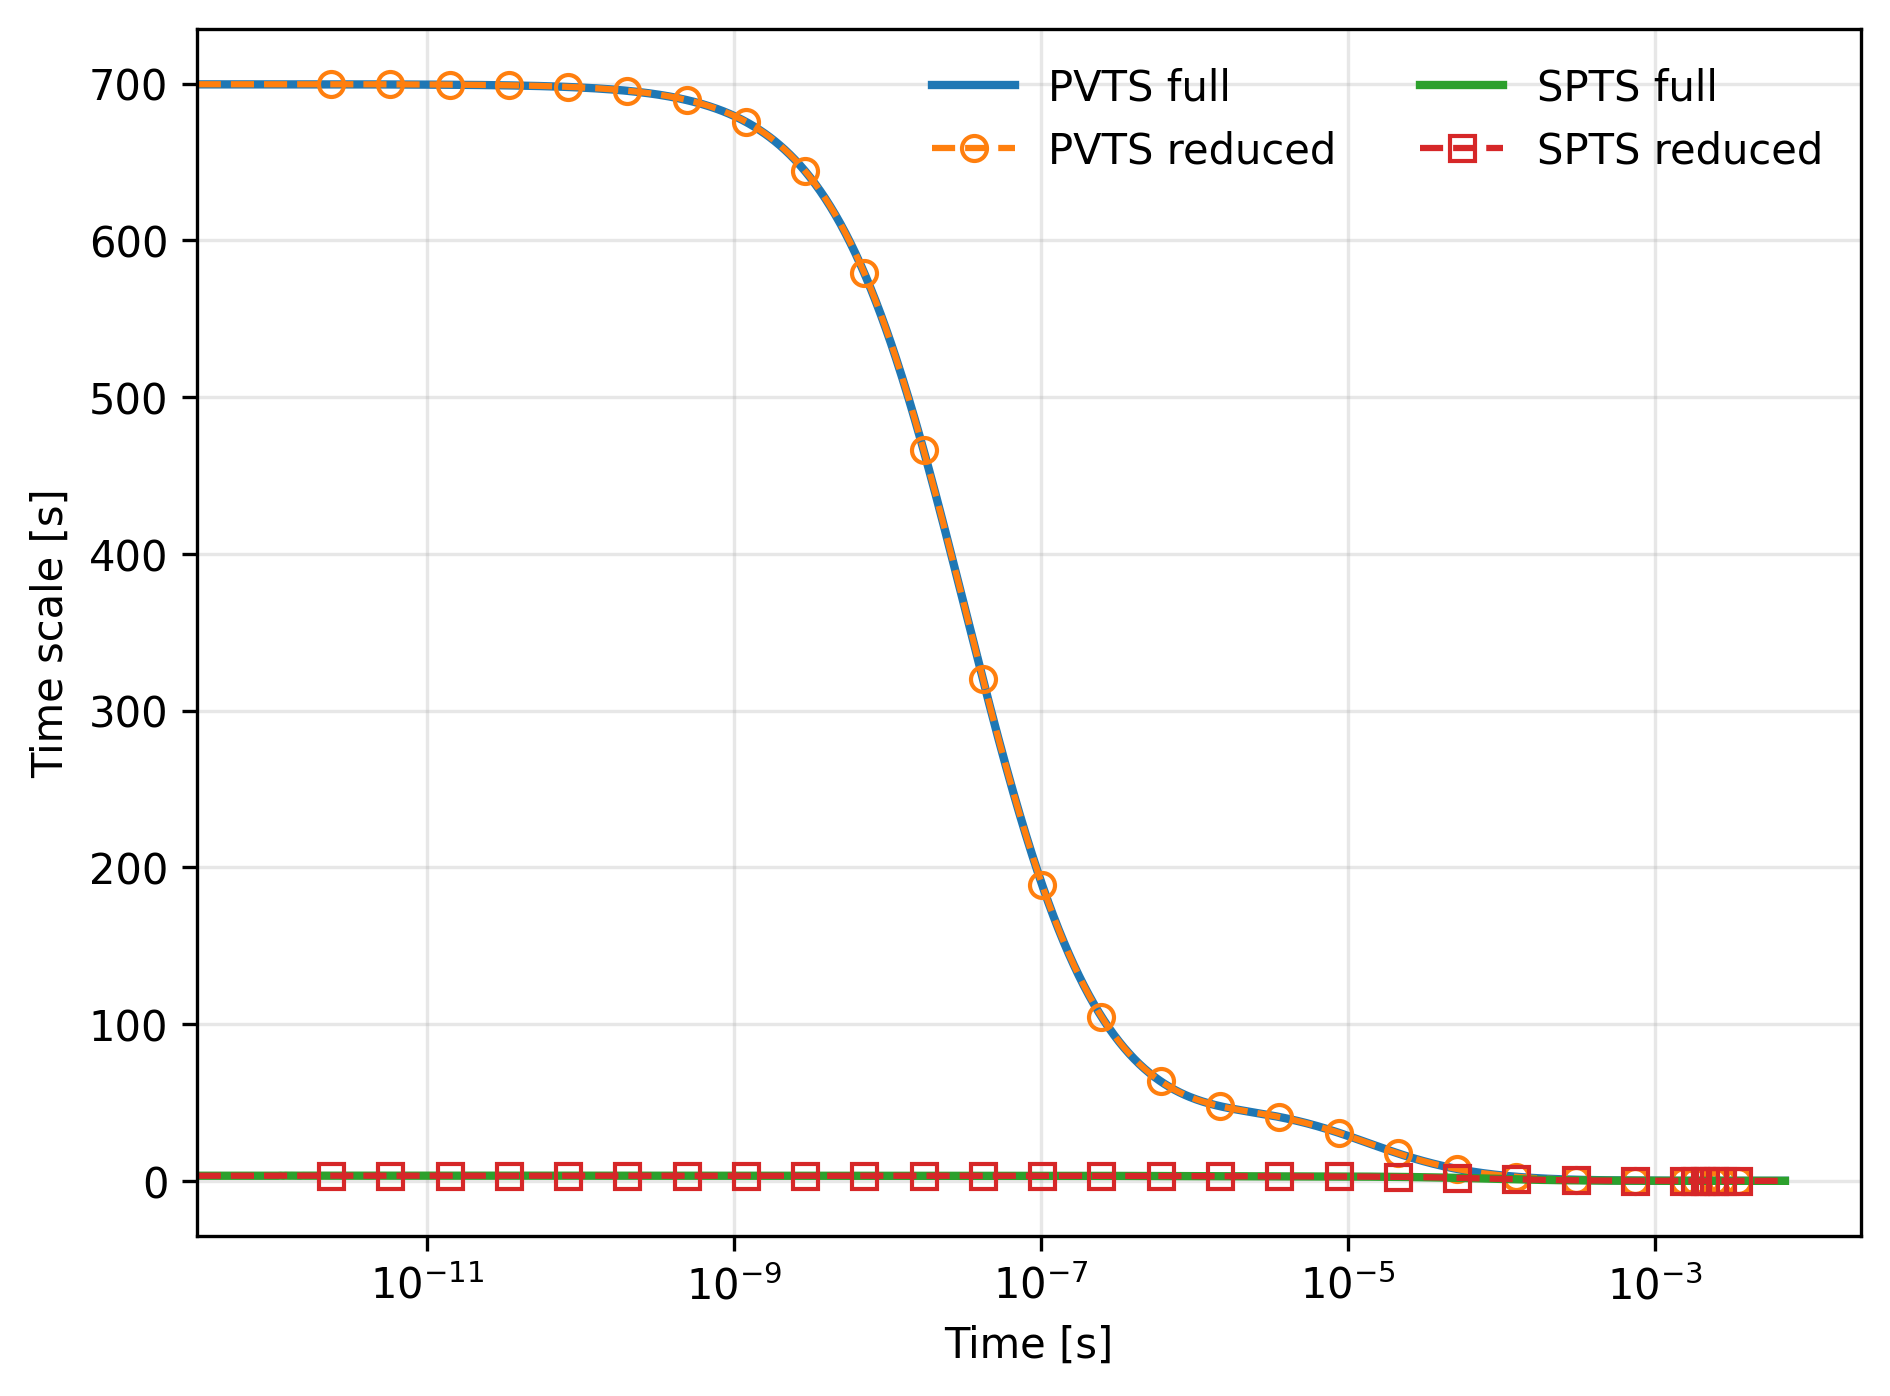 PVTS full
PVTS reduced
SPTS full
SPTS reduced
700
600
500
400
300
200
100
0
Time scale [s]
10⁻¹¹ 10⁻⁹ 10⁻⁷ 10⁻⁵ 10⁻³
Time [s]